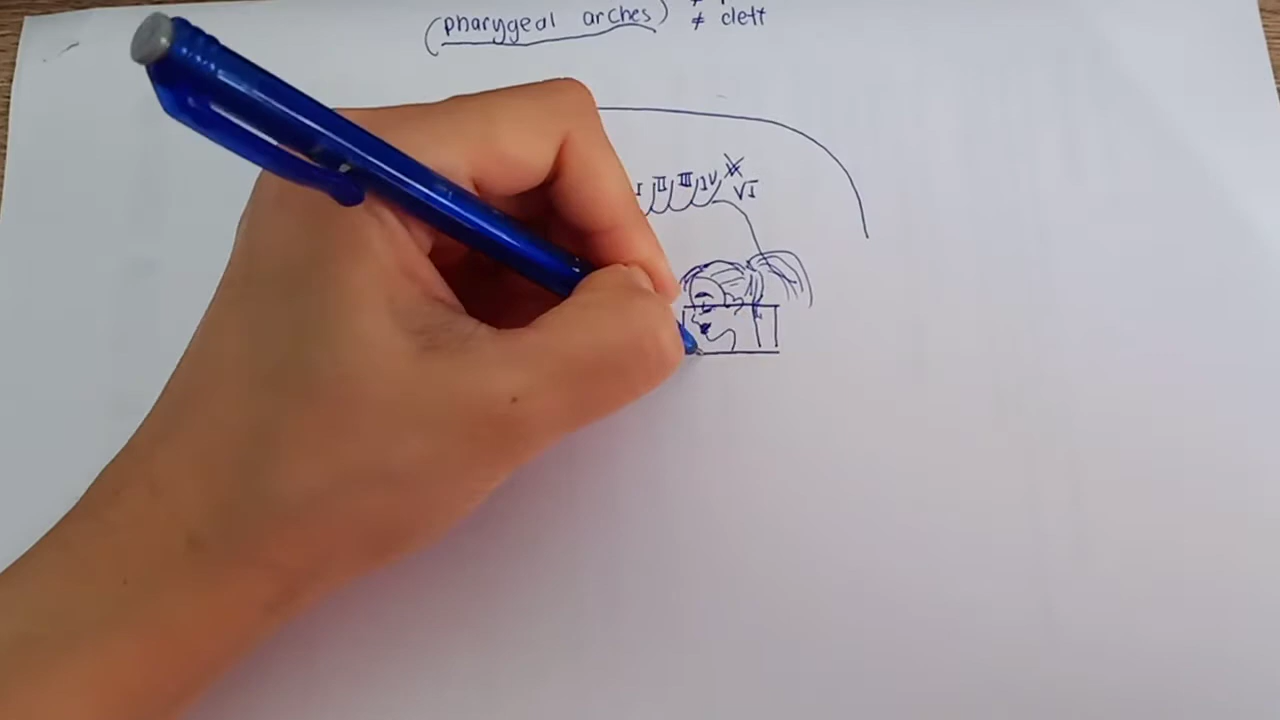 (pharygeal arches) ≠ cleft
I II III IV V
VI